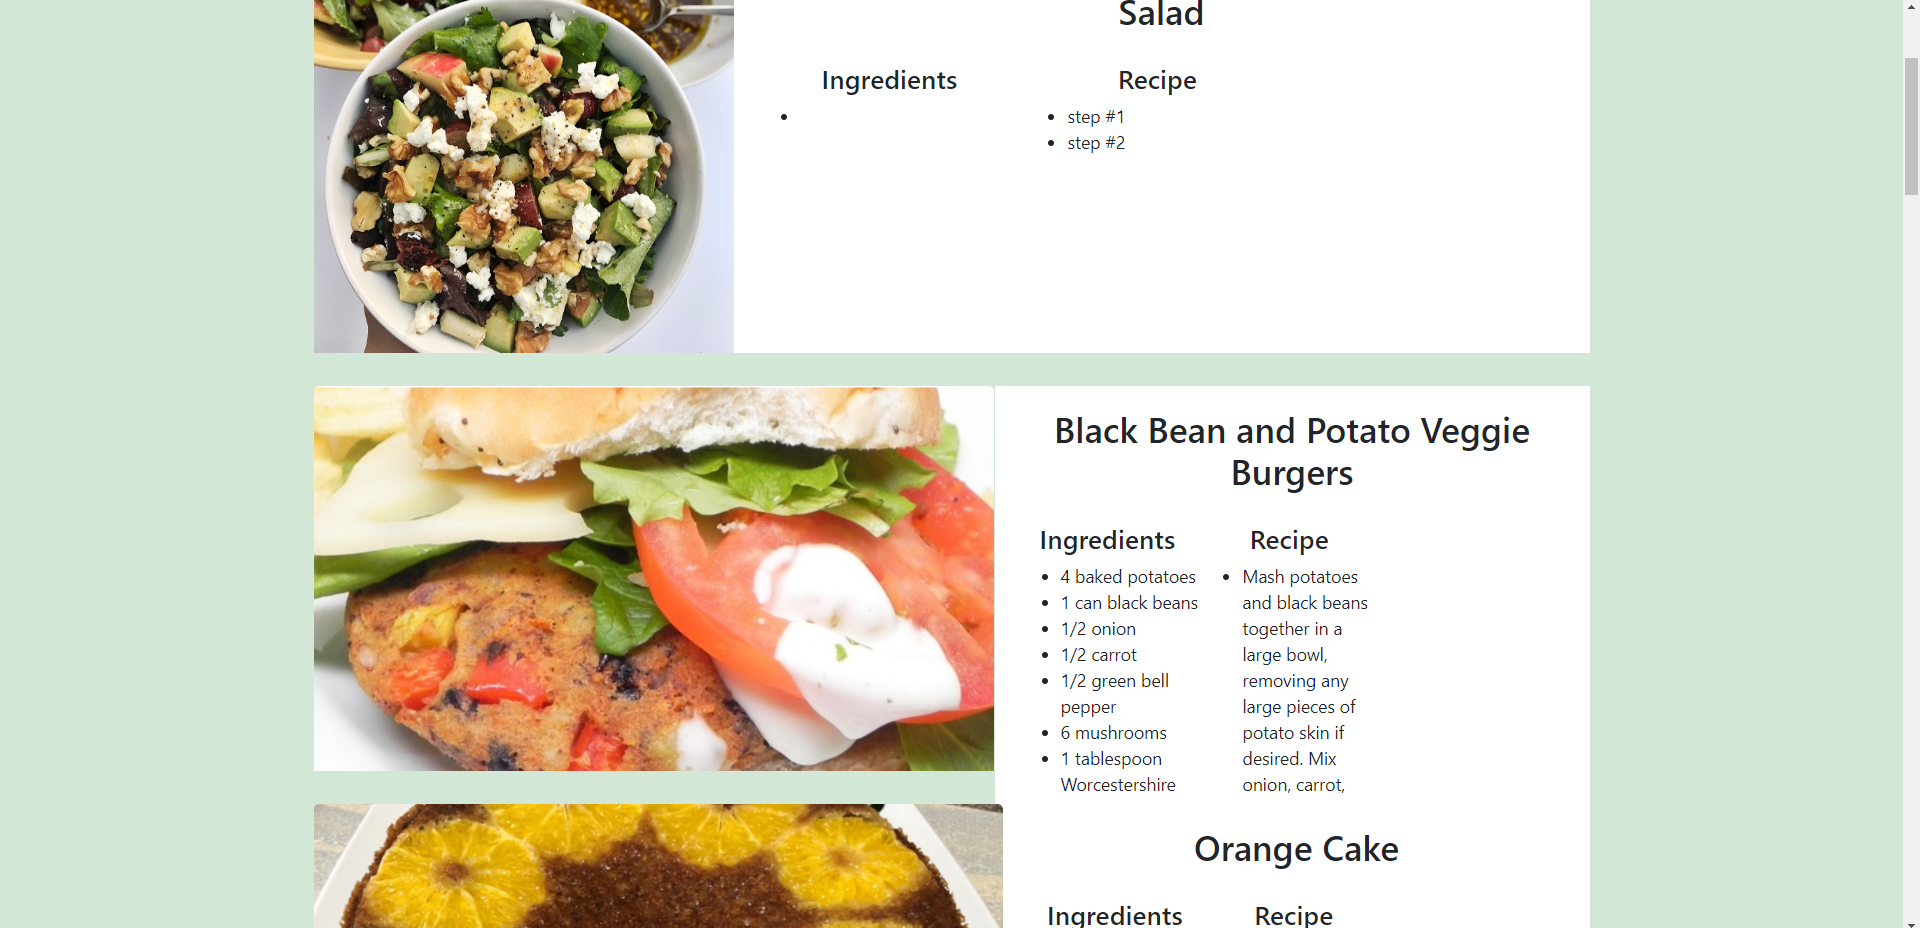 Salad
Ingredients
Recipe
step #1
step #2
Black Bean and Potato Veggie
Burgers
Ingredients
4 baked potatoes
1 can black beans
1/2 onion
1/2 carrot
1/2 green bell
pepper
6 mushrooms
1 tablespoon
Worcestershire
Recipe
Mash potatoes
and black beans
together in a
large bowl,
removing any
large pieces of
potato skin if
desired. Mix
onion, carrot,
Orange Cake
Ingredients
Recipe